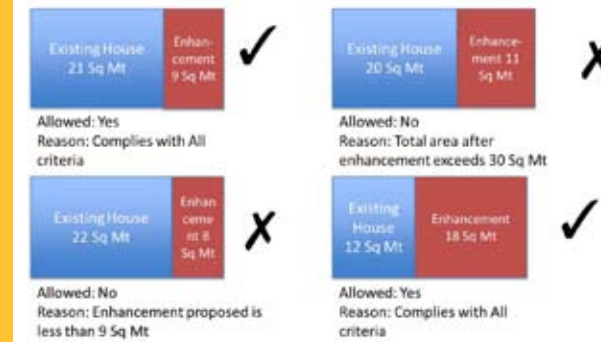 Existing House
21 Sq Mt
Enhan-
cement
9 Sq Mt
Allowed: Yes
Reason: Complies with All
criteria
Existing House
20 Sq Mt
Enhance-
ment 11
Sq Mt
Allowed: No
Reason: Total area after
enhancement exceeds 30 Sq Mt
Existing House
22 Sq Mt
Enhan
ceme
nt 8
Sq Mt
Allowed: No
Reason: Enhancement proposed is
less than 9 Sq Mt
Existing
House
12 Sq Mt
Enhancement
18 Sq Mt
Allowed: Yes
Reason: Complies with All
criteria